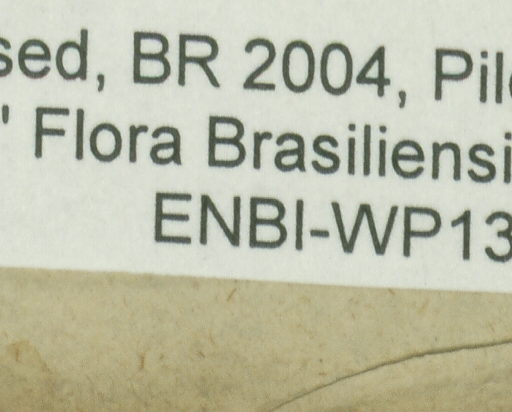 sed, BR 2004, Pil
" Flora Brasiliensi
ENBI-WP13